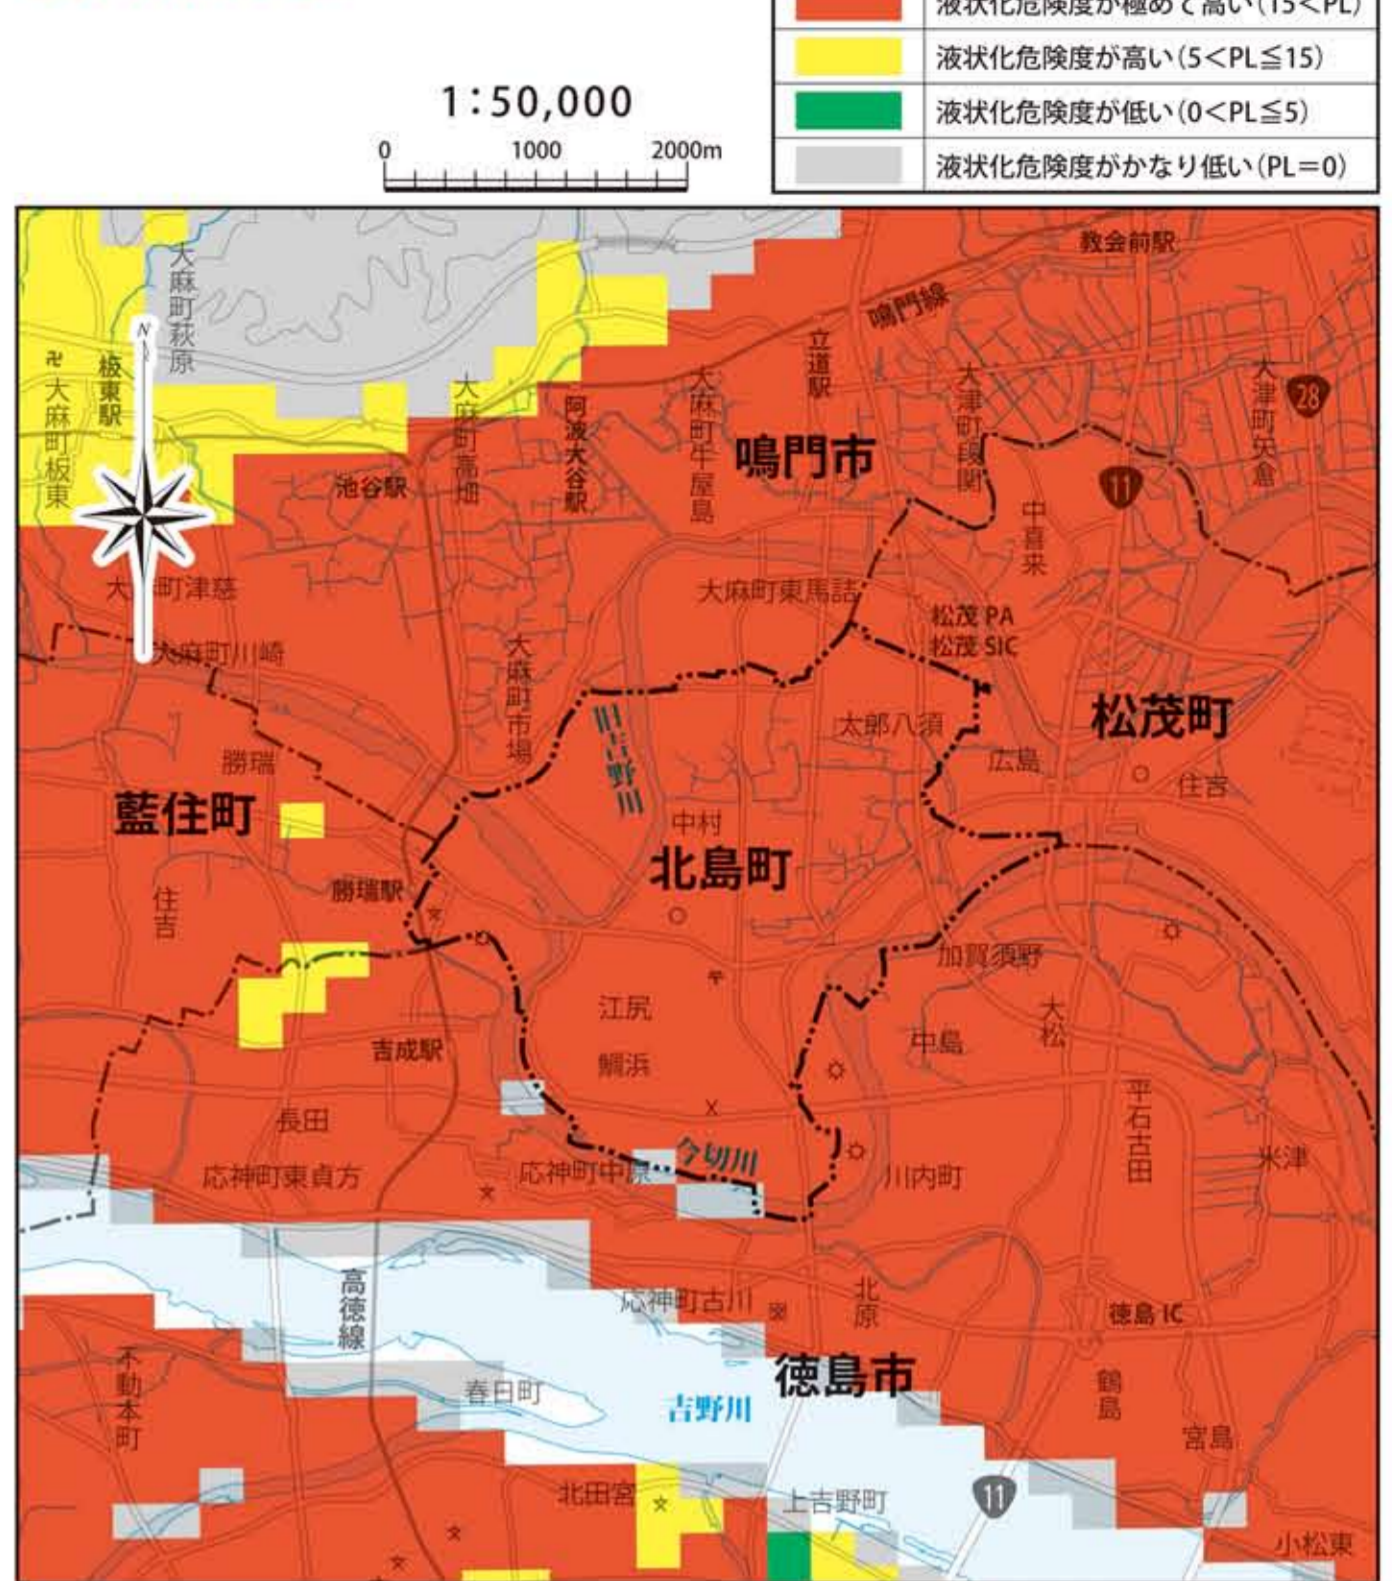 液状化危険度が極めて高い(15<PL)
液状化危険度が高い(5<PL≦15)
液状化危険度が低い(0<PL≦5)
液状化危険度がかなり低い(PL=0)
1:50,000
0 1000 2000m
教会前駅
鳴門線
大麻町萩原
立道駅
板東駅
大麻町板東
大麻町高畑
阿波大谷駅
大麻町牛屋島
大津町段関
大津町矢倉
28
鳴門市
池谷駅
11
N
中喜来
大麻町津慈
大麻町東馬詰
松茂 PA
松茂 SIC
大麻町川崎
大麻町市場
松茂町
太郎八須
勝瑞
広島
住吉
藍住町
中村
北島町
勝瑞駅
住吉
加賀須野
江尻
大松
吉成駅
中島
鯛浜
平石古田
長田
今切川
米津
応神町東貞方
応神町中原
川内町
高徳線
応神町古川
北原
徳島 IC
不動本町
徳島市
春日町
吉野川
鶴島
宮島
北田宮
上吉野町
11
小松東